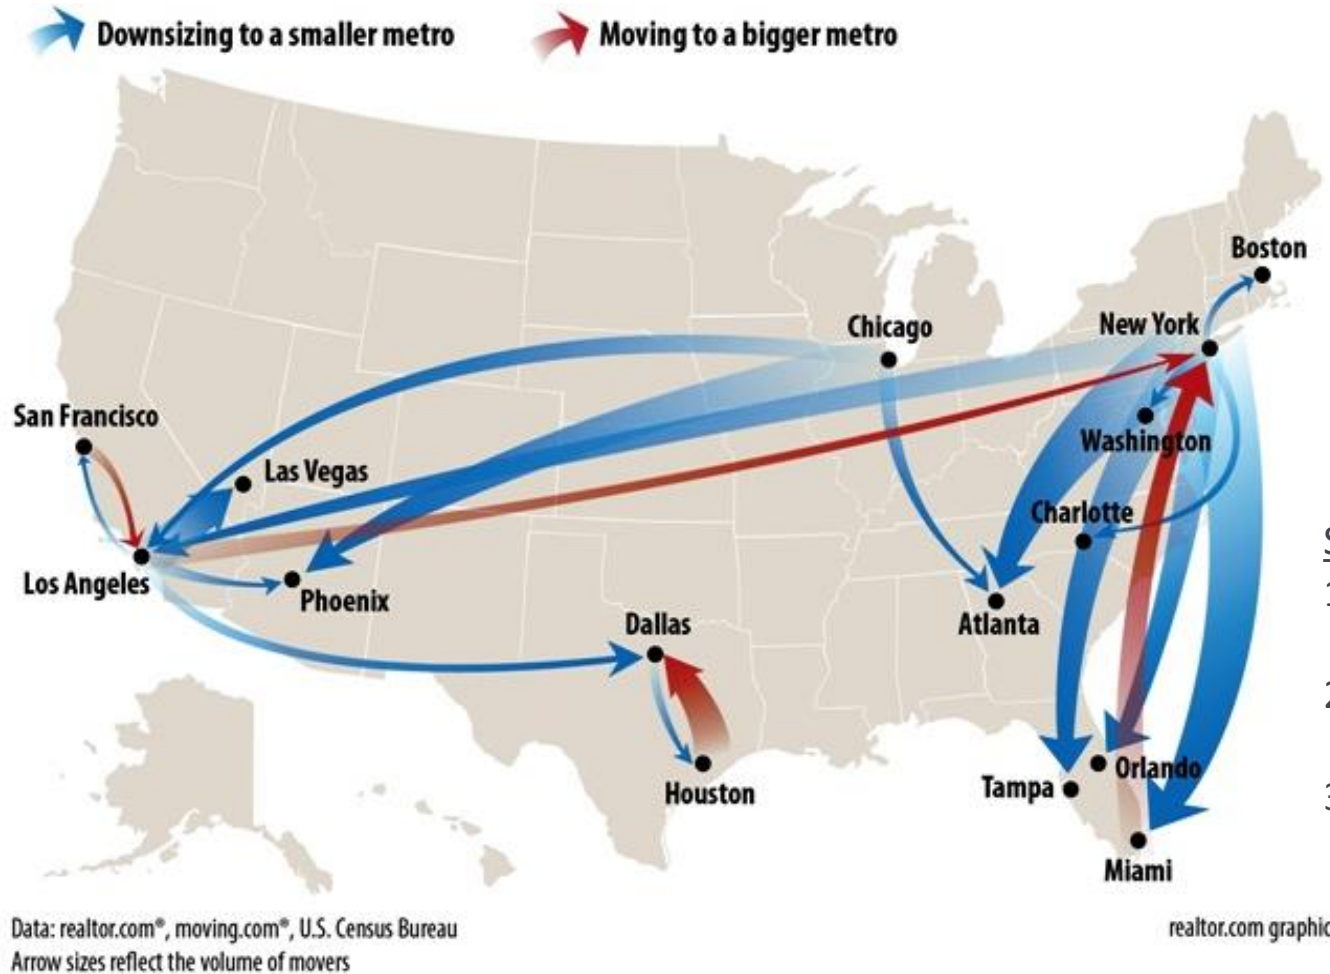 Downsizing to a smaller metro
Moving to a bigger metro
Boston
Chicago
New York
San Francisco
Washington
Las Vegas
Charlotte
Los Angeles
Phoenix
Dallas
Atlanta
Orlando
Tampa
Houston
Miami
Data: realtor.com®, moving.com®, U.S. Census Bureau
realtor.com graphic
Arrow sizes reflect the volume of movers